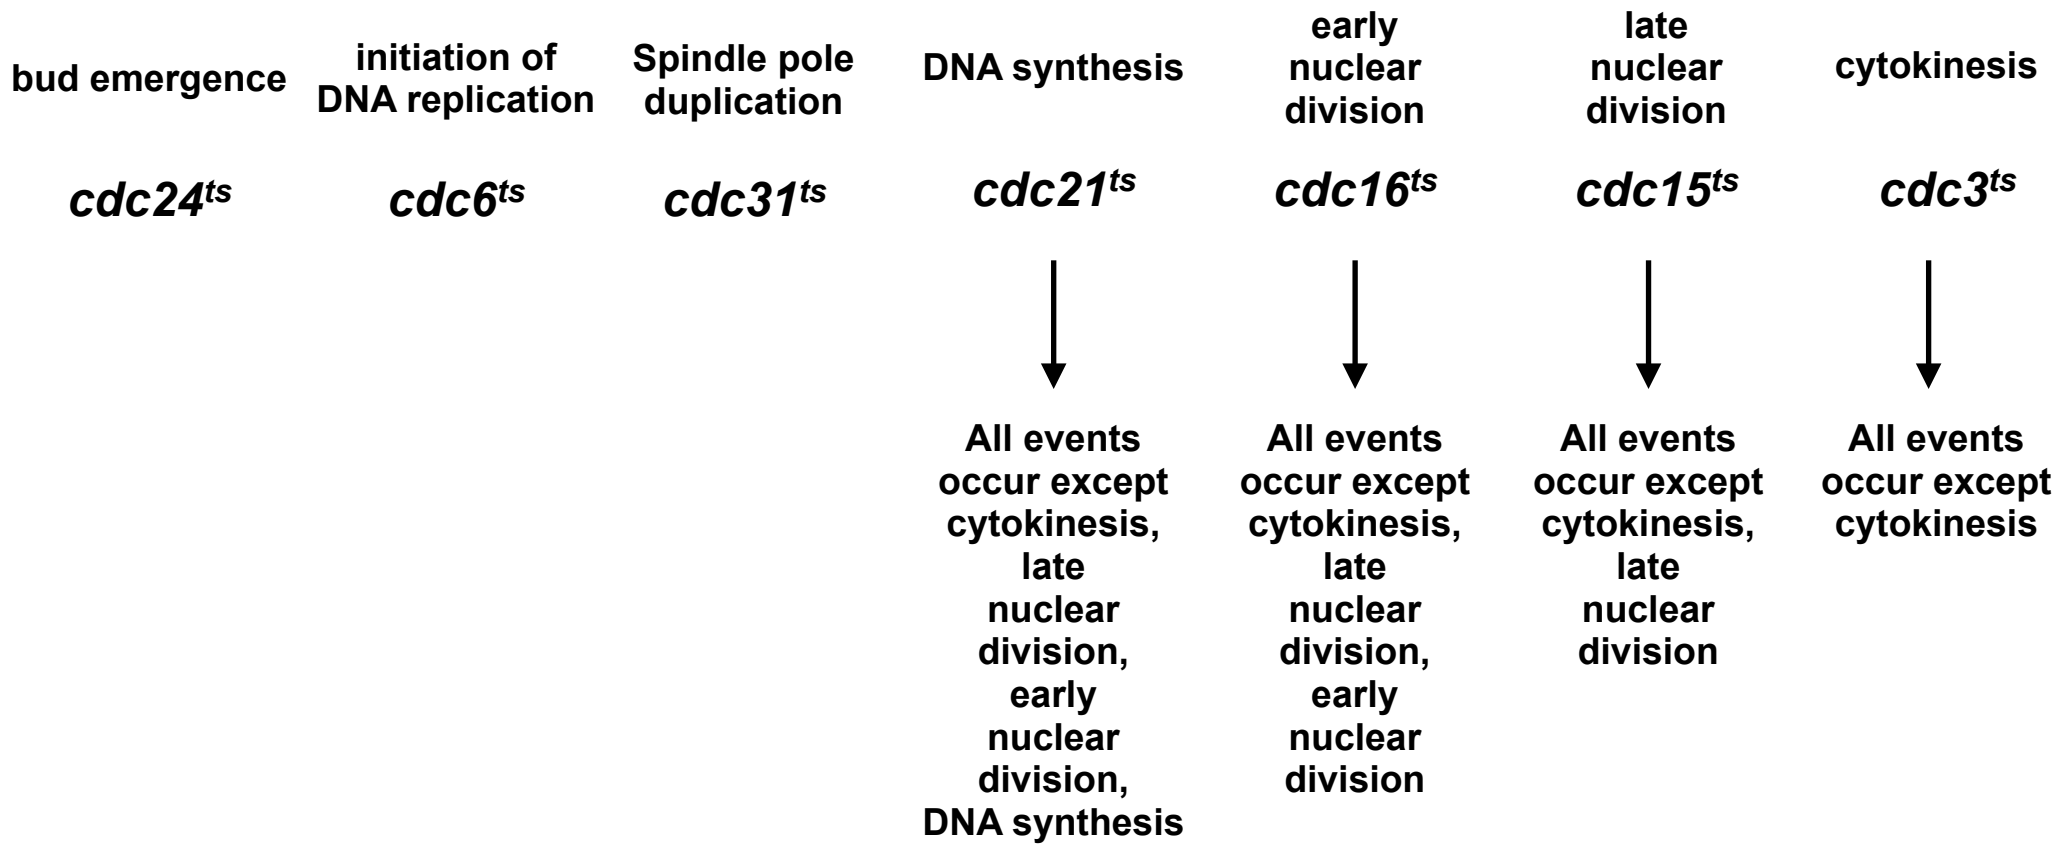 bud emergence
initiation of
DNA replication
Spindle pole
duplication
DNA synthesis
early
nuclear
division
late
nuclear
division
cytokinesis
cdc24ts
cdc6ts
cdc31ts
cdc21ts
cdc16ts
cdc15ts
cdc3ts
All events
occur except
cytokinesis,
late
nuclear
division,
early
nuclear
division,
DNA synthesis
All events
occur except
cytokinesis,
late
nuclear
division,
early
nuclear
division
All events
occur except
cytokinesis,
late
nuclear
division
All events
occur except
cytokinesis